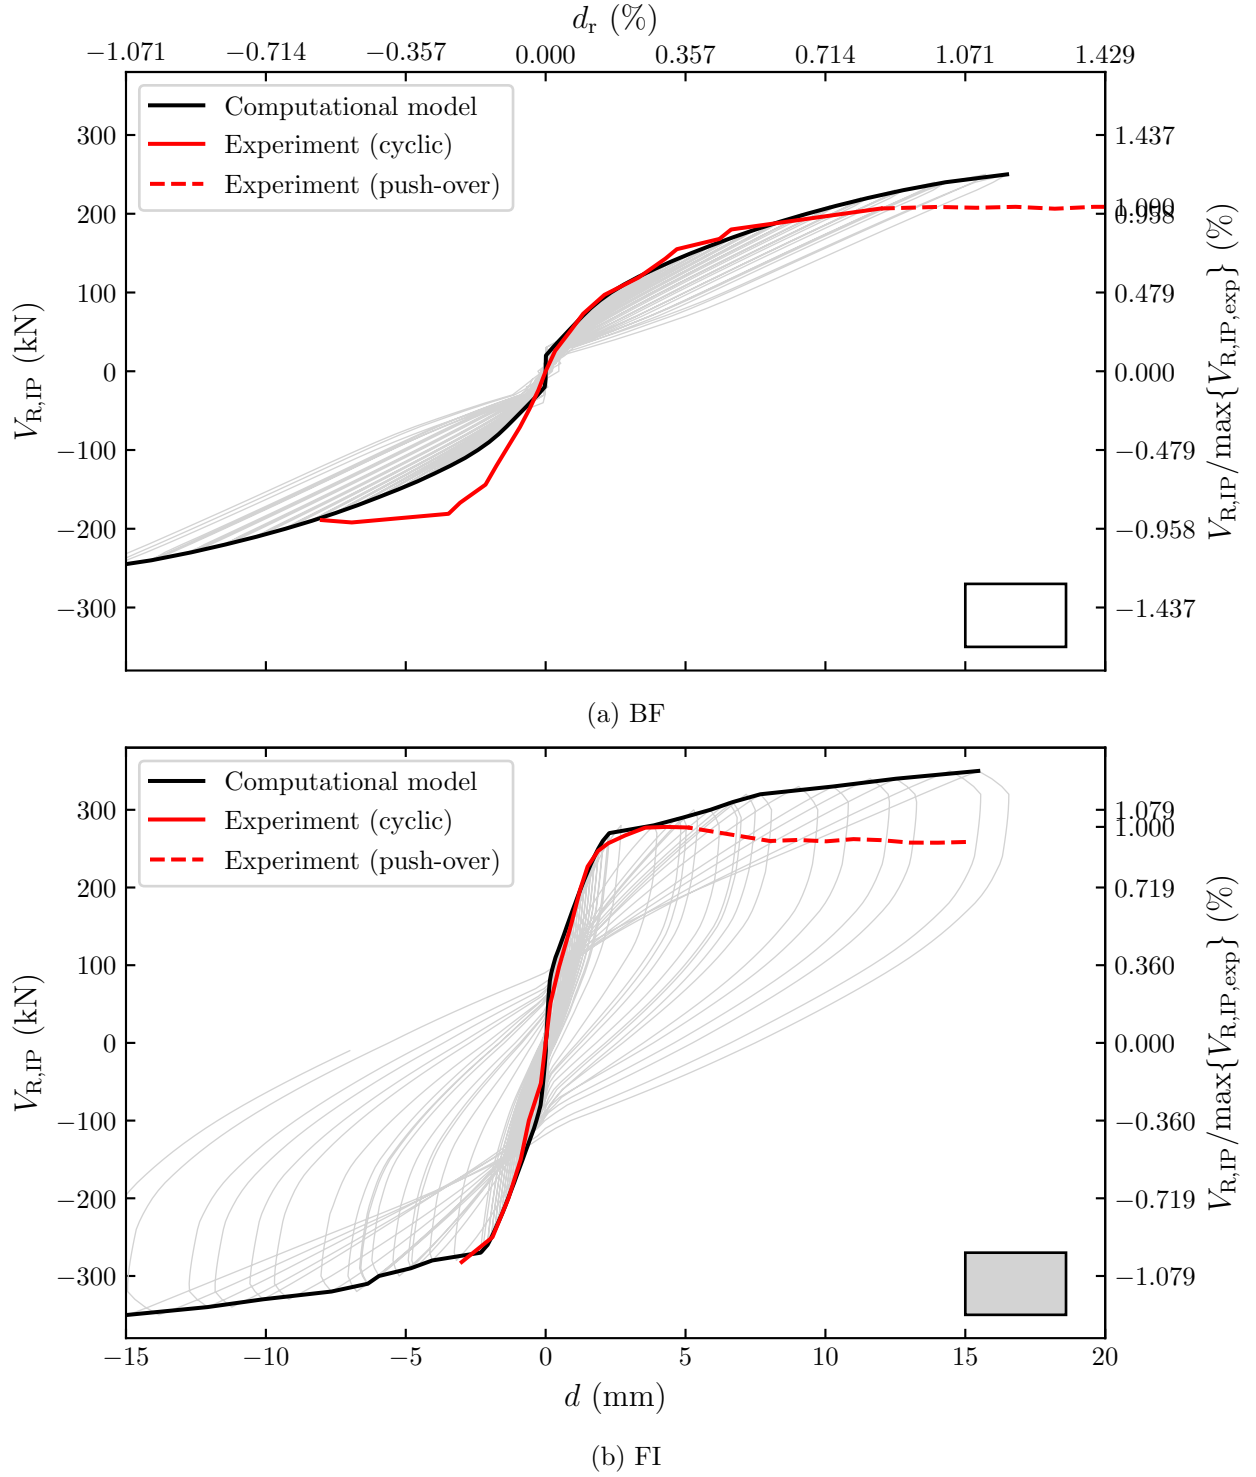 d_r (%)
−1.071 −0.714 −0.357 0.000 0.357 0.714 1.071 1.429
Computational model
Experiment (cyclic)
Experiment (push-over)
300
200
100
0
−100
−200
−300
V_R,IP (kN)
1.437
1.000
0.958
0.479
0.000
−0.479
−0.958
−1.437
V_R,IP/max{V_R,IP,exp} (%)
(a) BF
Computational model
Experiment (cyclic)
Experiment (push-over)
300
200
100
0
−100
−200
−300
V_R,IP (kN)
1.079
1.000
0.719
0.360
0.000
−0.360
−0.719
−1.079
V_R,IP/max{V_R,IP,exp} (%)
−15 −10 −5 0 5 10 15 20
d (mm)
(b) FI